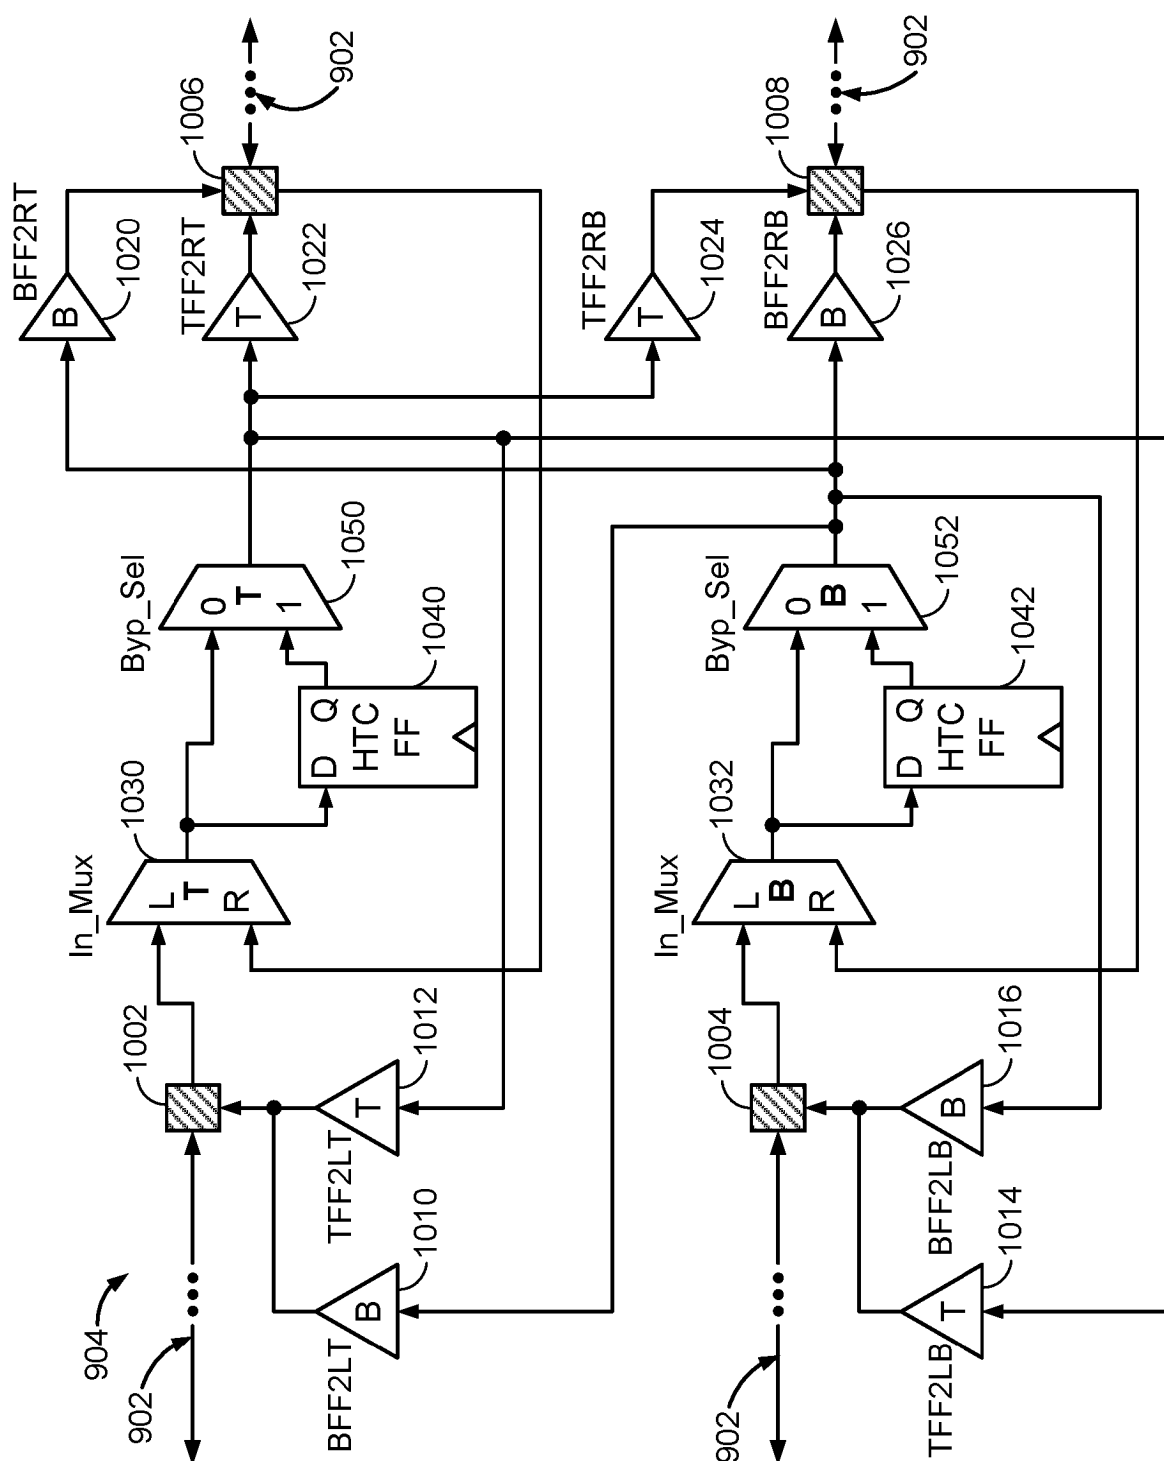 902
1006
BFF2RT
B
1020
TFF2RT
T
1022
902
1008
TFF2RB
T
1024
BFF2RB
B
1026
Byp_Sel
0
T
1
1050
D Q
HTC
FF
1040
Byp_Sel
0
B
1
1052
D Q
HTC
FF
1042
In_Mux
L
T
R
1030
In_Mux
L
B
R
1032
1002
TFF2LT
T
1012
BFF2LT
B
1010
904
902
1004
BFF2LB
B
1016
TFF2LB
T
1014
902